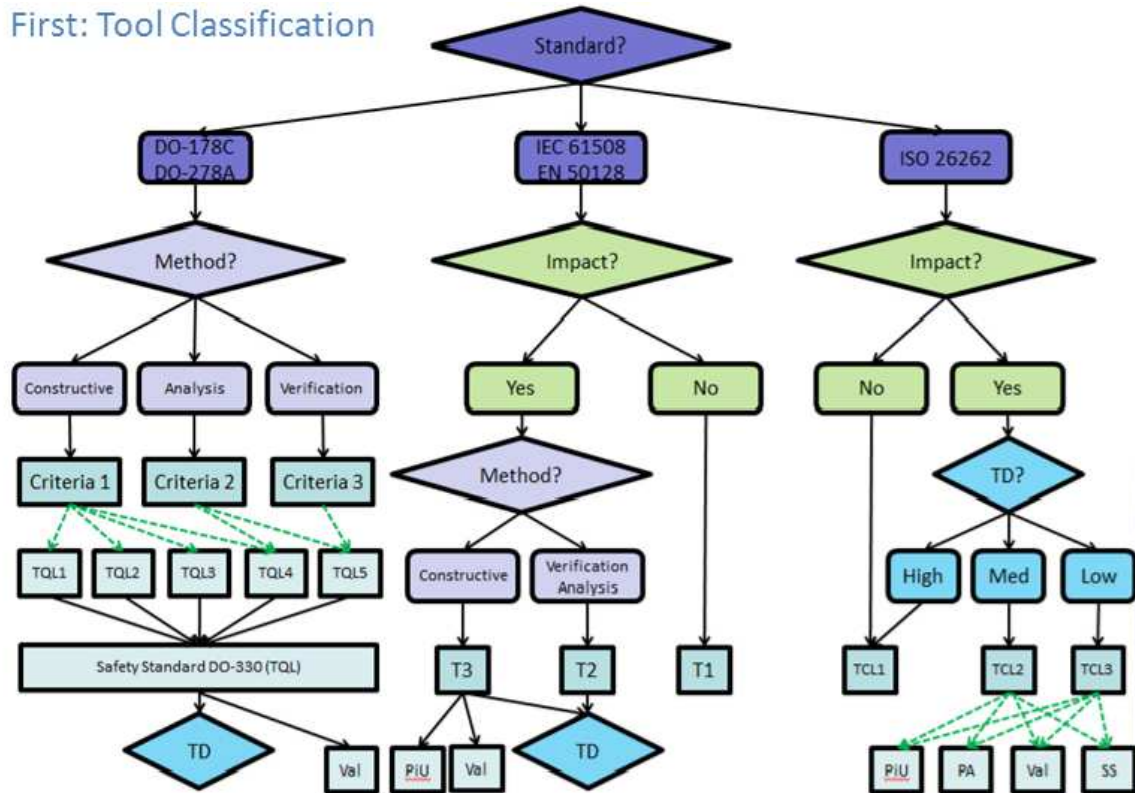 First: Tool Classification
Standard?
DO-178C
DO-278A
IEC 61508
EN 50128
ISO 26262
Method?
Impact?
Impact?
Constructive
Analysis
Verification
Yes
No
No
Yes
Criteria 1
Criteria 2
Criteria 3
Method?
TD?
TQL1
TQL2
TQL3
TQL4
TQL5
Constructive
Verification
Analysis
High
Med
Low
Safety Standard DO-330 (TQL)
T3
T2
T1
TCL1
TCL2
TCL3
TD
Val
PiU
Val
TD
PiU
PA
Val
SS